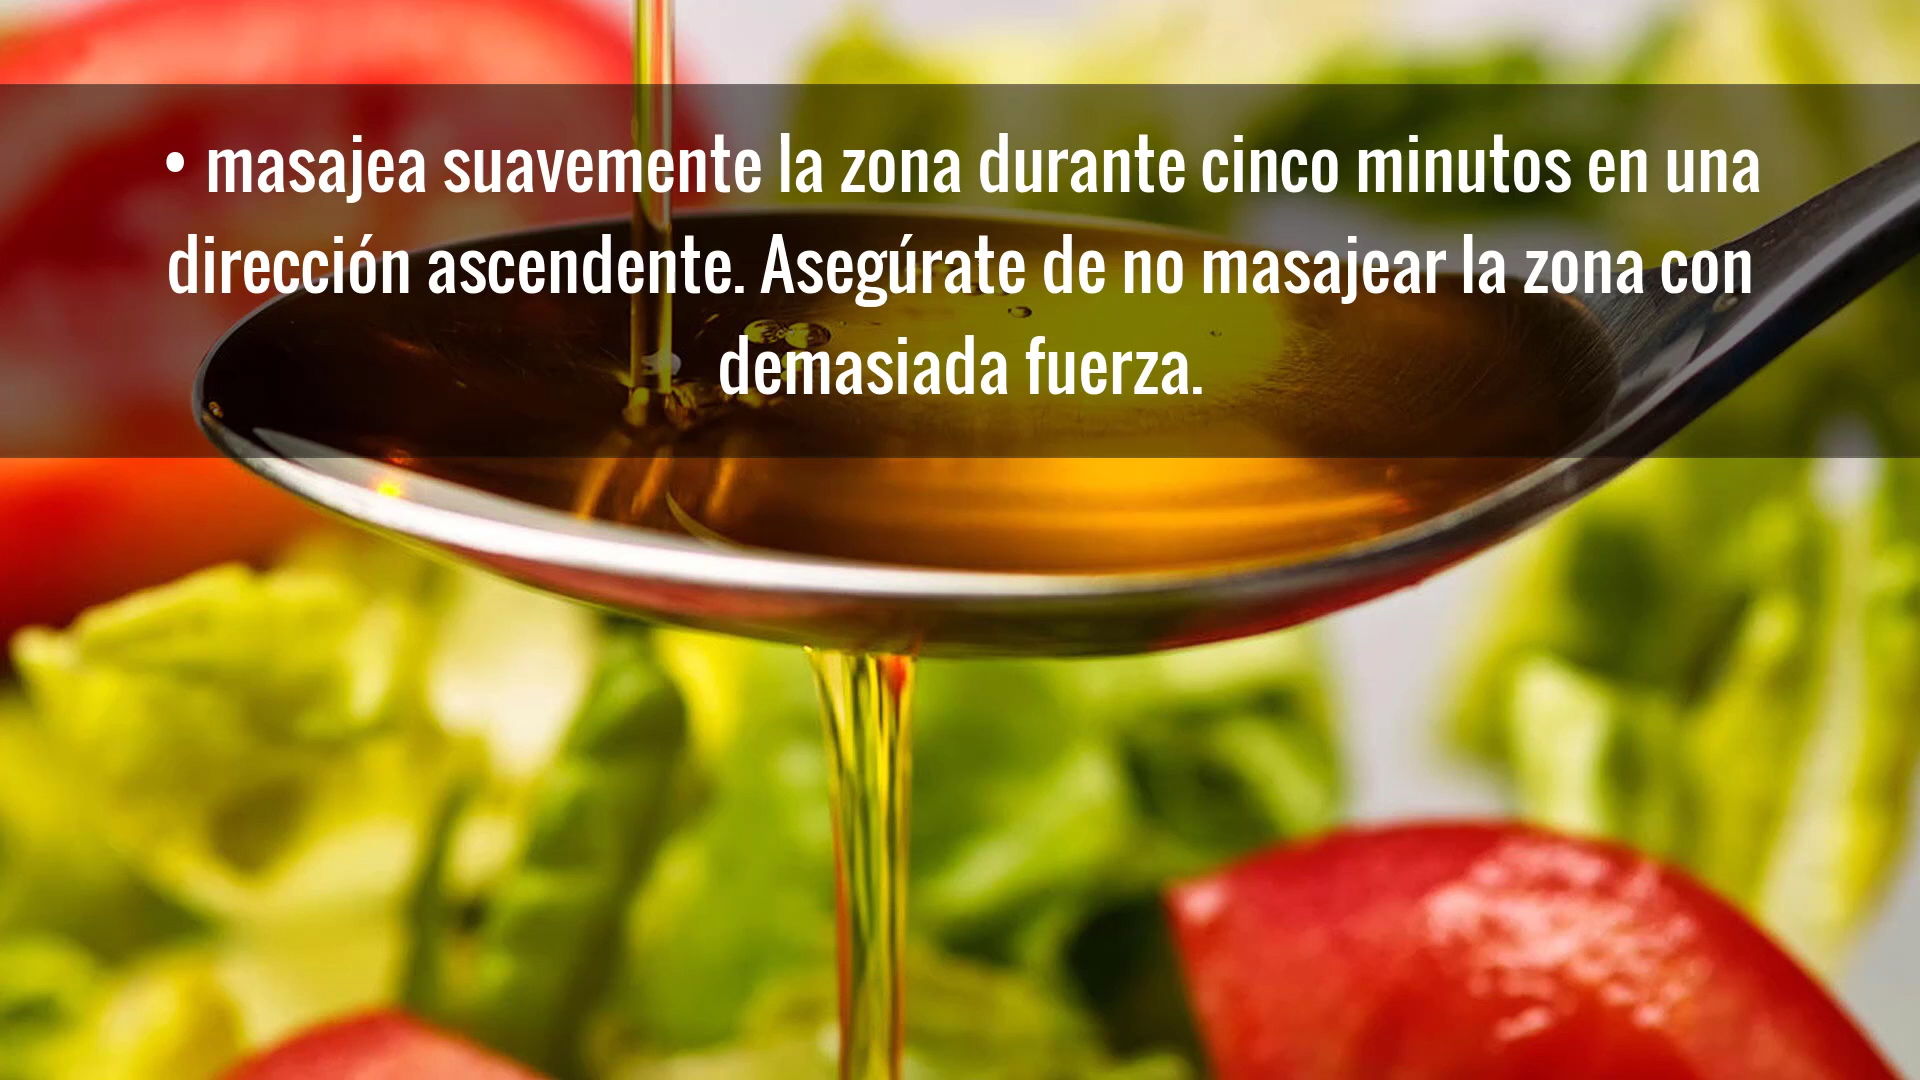 • masajea suavemente la zona durante cinco minutos en una
dirección ascendente. Asegúrate de no masajear la zona con
demasiada fuerza.